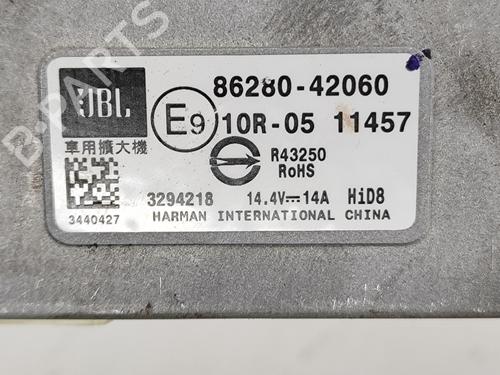 JBL
86280-42060
E9
10R-05 11457
車用擴大機
R43250
RoHS
3294218 14.4V⎓14A HiD8
3440427
HARMAN INTERNATIONAL CHINA
B-PARTS